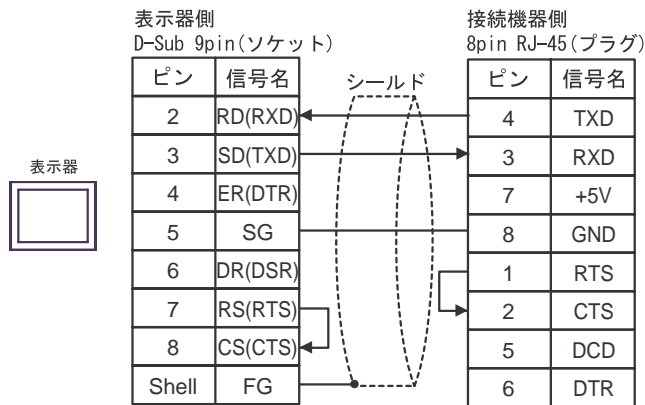 表示器側
D-Sub 9pin(ソケット)
接続機器側
8pin RJ-45(プラグ)
シールド
表示器
ピン 信号名
2 RD(RXD)
3 SD(TXD)
4 ER(DTR)
5 SG
6 DR(DSR)
7 RS(RTS)
8 CS(CTS)
Shell FG
ピン 信号名
4 TXD
3 RXD
7 +5V
8 GND
1 RTS
2 CTS
5 DCD
6 DTR